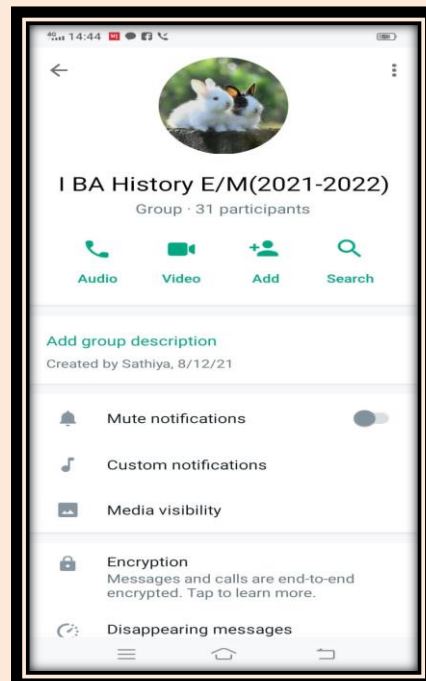 4G 14:44
I BA History E/M(2021-2022)
Group · 31 participants
Audio Video Add Search
Add group description
Created by Sathiya, 8/12/21
Mute notifications
Custom notifications
Media visibility
Encryption
Messages and calls are end-to-end
encrypted. Tap to learn more.
Disappearing messages